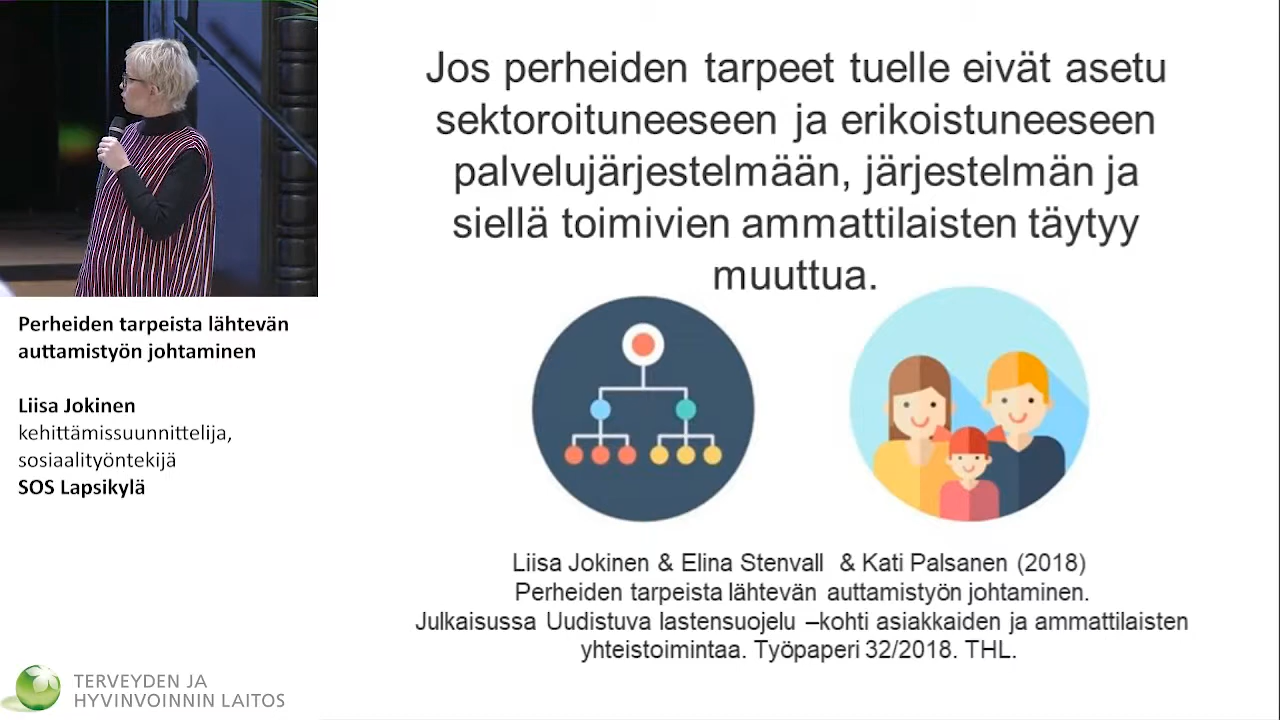 Jos perheiden tarpeet tuelle eivät asetu
sektoroituneeseen ja erikoistuneeseen
palvelujärjestelmään, järjestelmän ja
siellä toimivien ammattilaisten täytyy
muuttua.
Perheiden tarpeista lähtevän
auttamistyön johtaminen
Liisa Jokinen
kehittämissuunnittelija,
sosiaalityöntekijä
SOS Lapsikylä
Liisa Jokinen & Elina Stenvall & Kati Palsanen (2018)
Perheiden tarpeista lähtevän auttamistyön johtaminen.
Julkaisussa Uudistuva lastensuojelu –kohti asiakkaiden ja ammattilaisten
yhteistoimintaa. Työpaperi 32/2018. THL.
TERVEYDEN JA
HYVINVOINNIN LAITOS